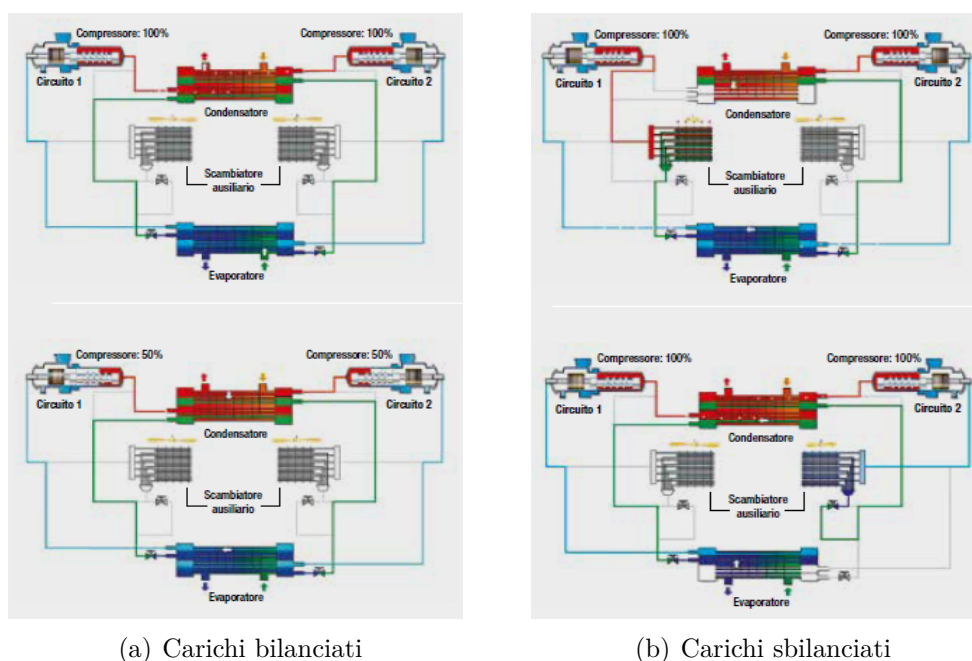 Compressore: 100%
Compressore: 100%
Circuito 1
Circuito 2
Condensatore
Scambiatore
ausiliario
Evaporatore
Compressore: 50%
Compressore: 50%
Circuito 1
Circuito 2
Condensatore
Scambiatore
ausiliario
Evaporatore
(a) Carichi bilanciati
Compressore: 100%
Compressore: 100%
Circuito 1
Circuito 2
Condensatore
Scambiatore
ausiliario
Evaporatore
Compressore: 100%
Compressore: 100%
Circuito 1
Circuito 2
Condensatore
Scambiatore
ausiliario
Evaporatore
(b) Carichi sbilanciati